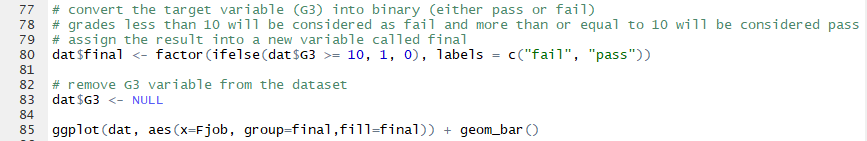 77 # convert the target variable (G3) into binary (either pass or fail)
78 # grades less than 10 will be considered as fail and more than or equal to 10 will be considered pass
79 # assign the result into a new variable called final
80 dat$final <- factor(ifelse(dat$G3 >= 10, 1, 0), labels = c("fail", "pass"))
81
82 # remove G3 variable from the dataset
83 dat$G3 <- NULL
84
85 ggplot(dat, aes(x=Fjob, group=final,fill=final)) + geom_bar()